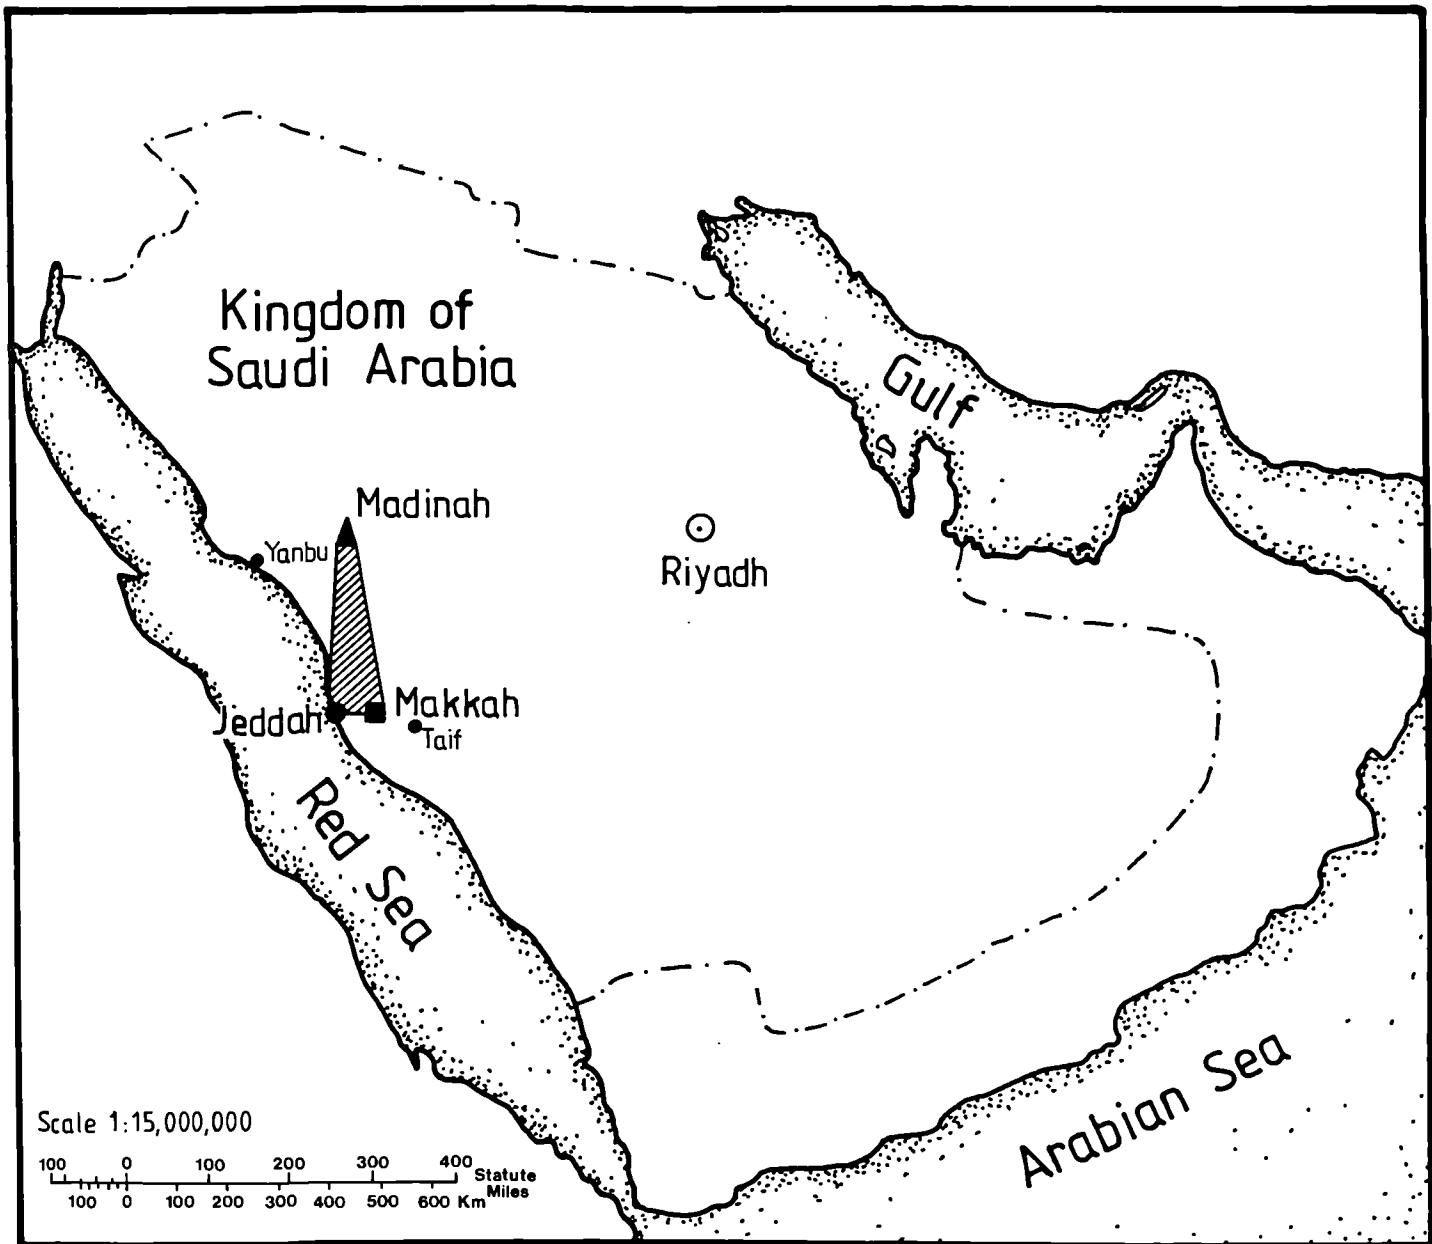 Kingdom of
Saudi Arabia
Gulf
Madinah
Yanbu
Riyadh
Makkah
Jeddah
Taif
Red Sea
Arabian Sea
Scale 1:15,000,000
100 0 100 200 300 400 Statute
Miles
100 0 100 200 300 400 500 600 Km